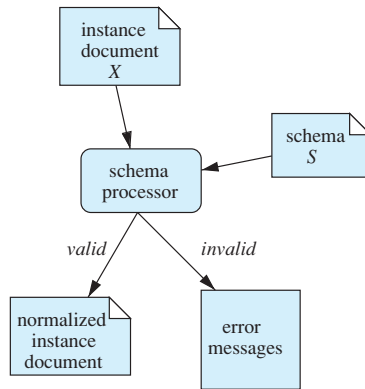 instance
document
X
schema
S
schema
processor
valid
invalid
normalized
instance
document
error
messages